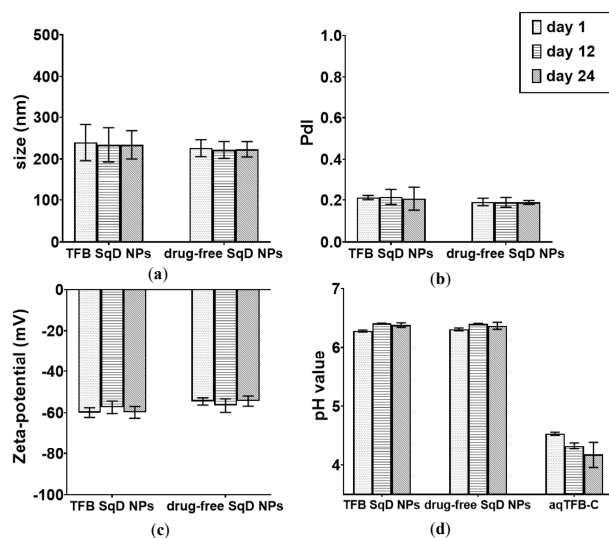 day 1
day 12
day 24
size (nm)
500
400
300
200
100
0
TFB SqD NPs
drug-free SqD NPs
(a)
PdI
1.0
0.8
0.6
0.4
0.2
0.0
TFB SqD NPs
drug-free SqD NPs
(b)
Zeta-potential (mV)
0
-20
-40
-60
-80
-100
TFB SqD NPs
drug-free SqD NPs
(c)
pH value
7
6
5
4
TFB SqD NPs
drug-free SqD NPs
aqTFB-C
(d)